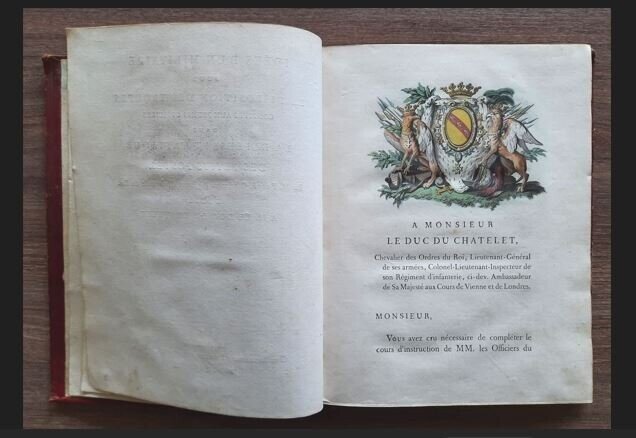 A MONSIEUR
LE DUC DU CHATELET,
Chevalier des Ordres du Roi, Lieutenant-Général
de ses armées, Colonel-Lieutenant-Inspecteur de
son Régiment d'infanterie, ci-dev. Ambassadeur
de Sa Majesté aux Cours de Vienne et de Londres.
MONSIEUR,
Vous avez cru nécessaire de compléter le
cours d'instruction de MM. les Officiers du